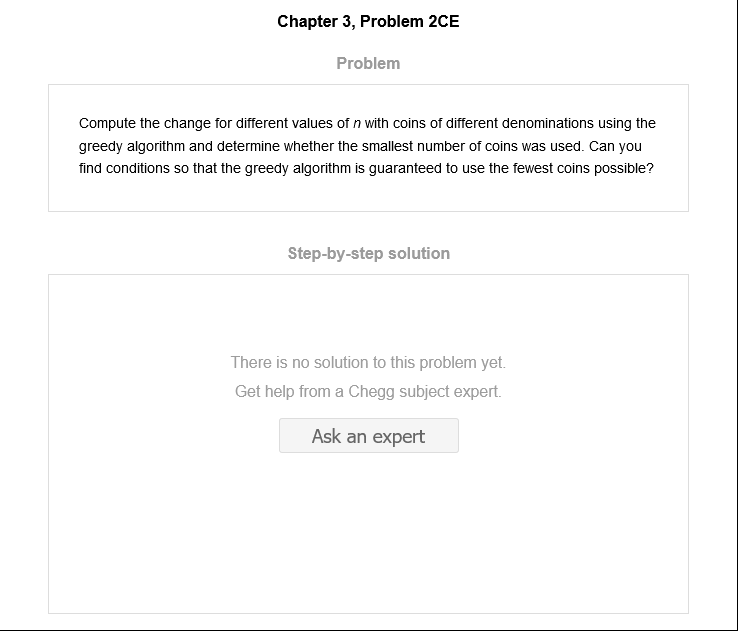 Chapter 3, Problem 2CE
Problem
Compute the change for different values of n with coins of different denominations using the
greedy algorithm and determine whether the smallest number of coins was used. Can you
find conditions so that the greedy algorithm is guaranteed to use the fewest coins possible?
Step-by-step solution
There is no solution to this problem yet.
Get help from a Chegg subject expert.
Ask an expert